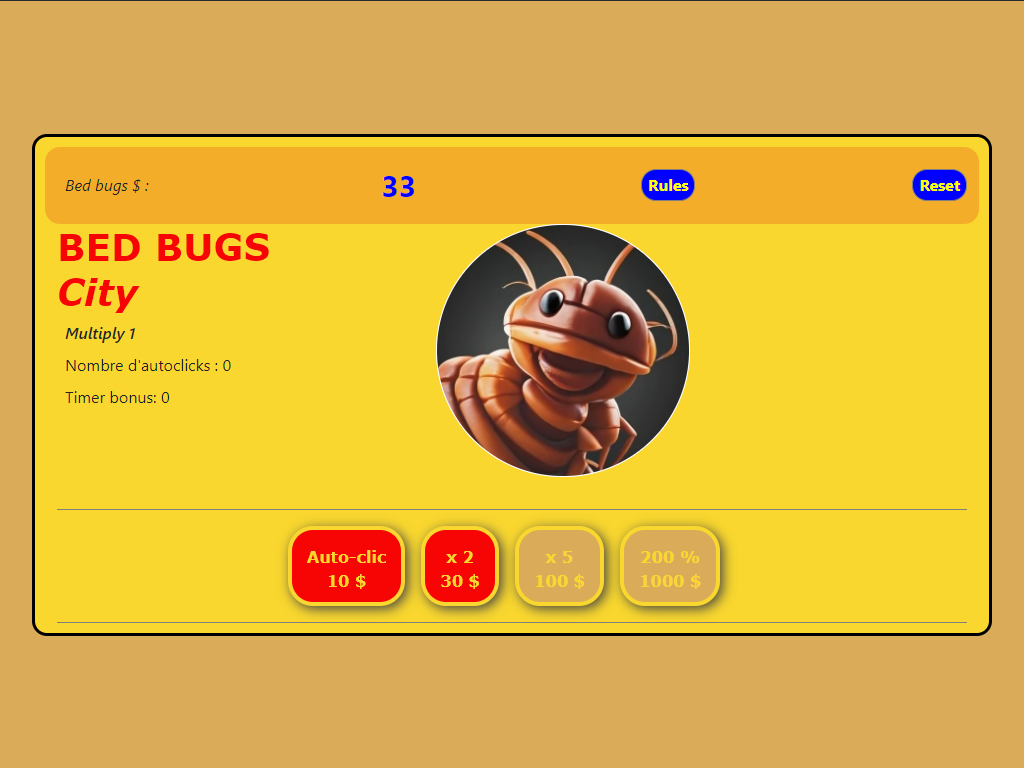 Bed bugs $ :
33
Rules
Reset
BED BUGS
City
Multiply 1
Nombre d'autoclicks : 0
Timer bonus: 0
Auto-clic
10 $
x 2
30 $
x 5
100 $
200 %
1000 $